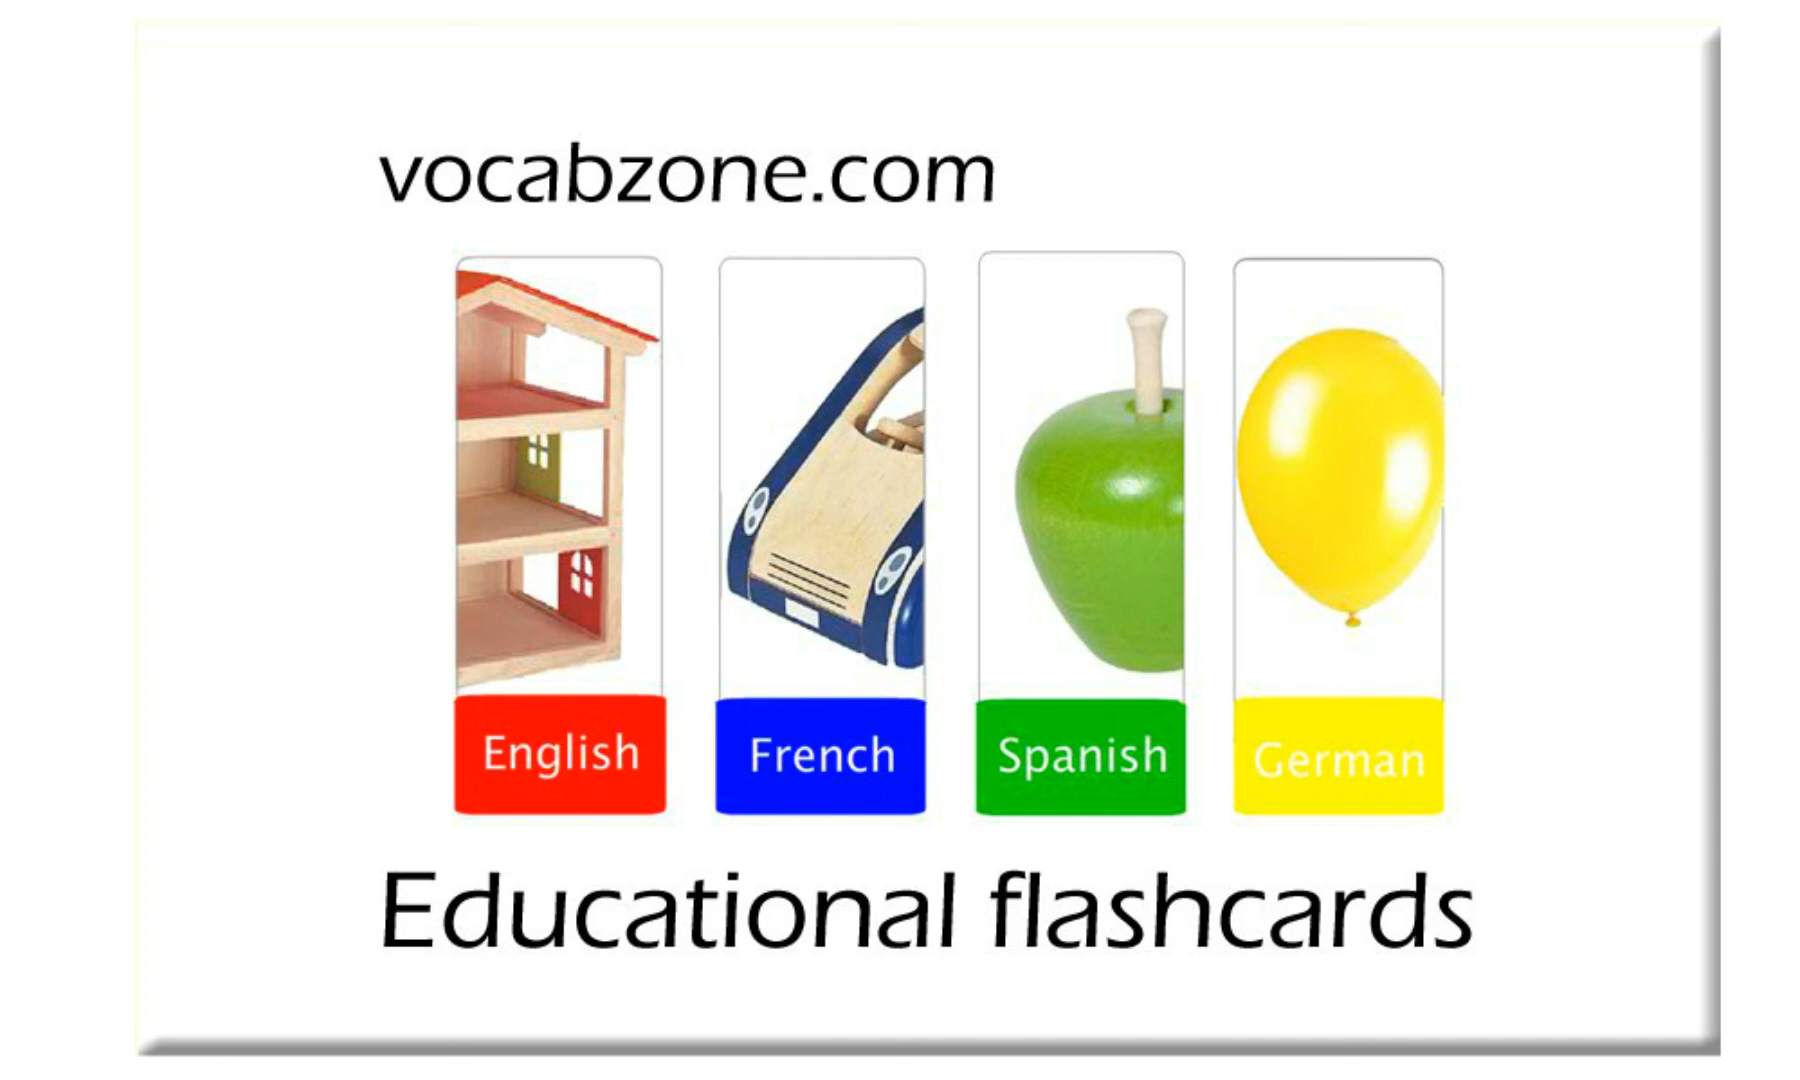 vocabzone.com
English
French
Spanish
German
Educational flashcards